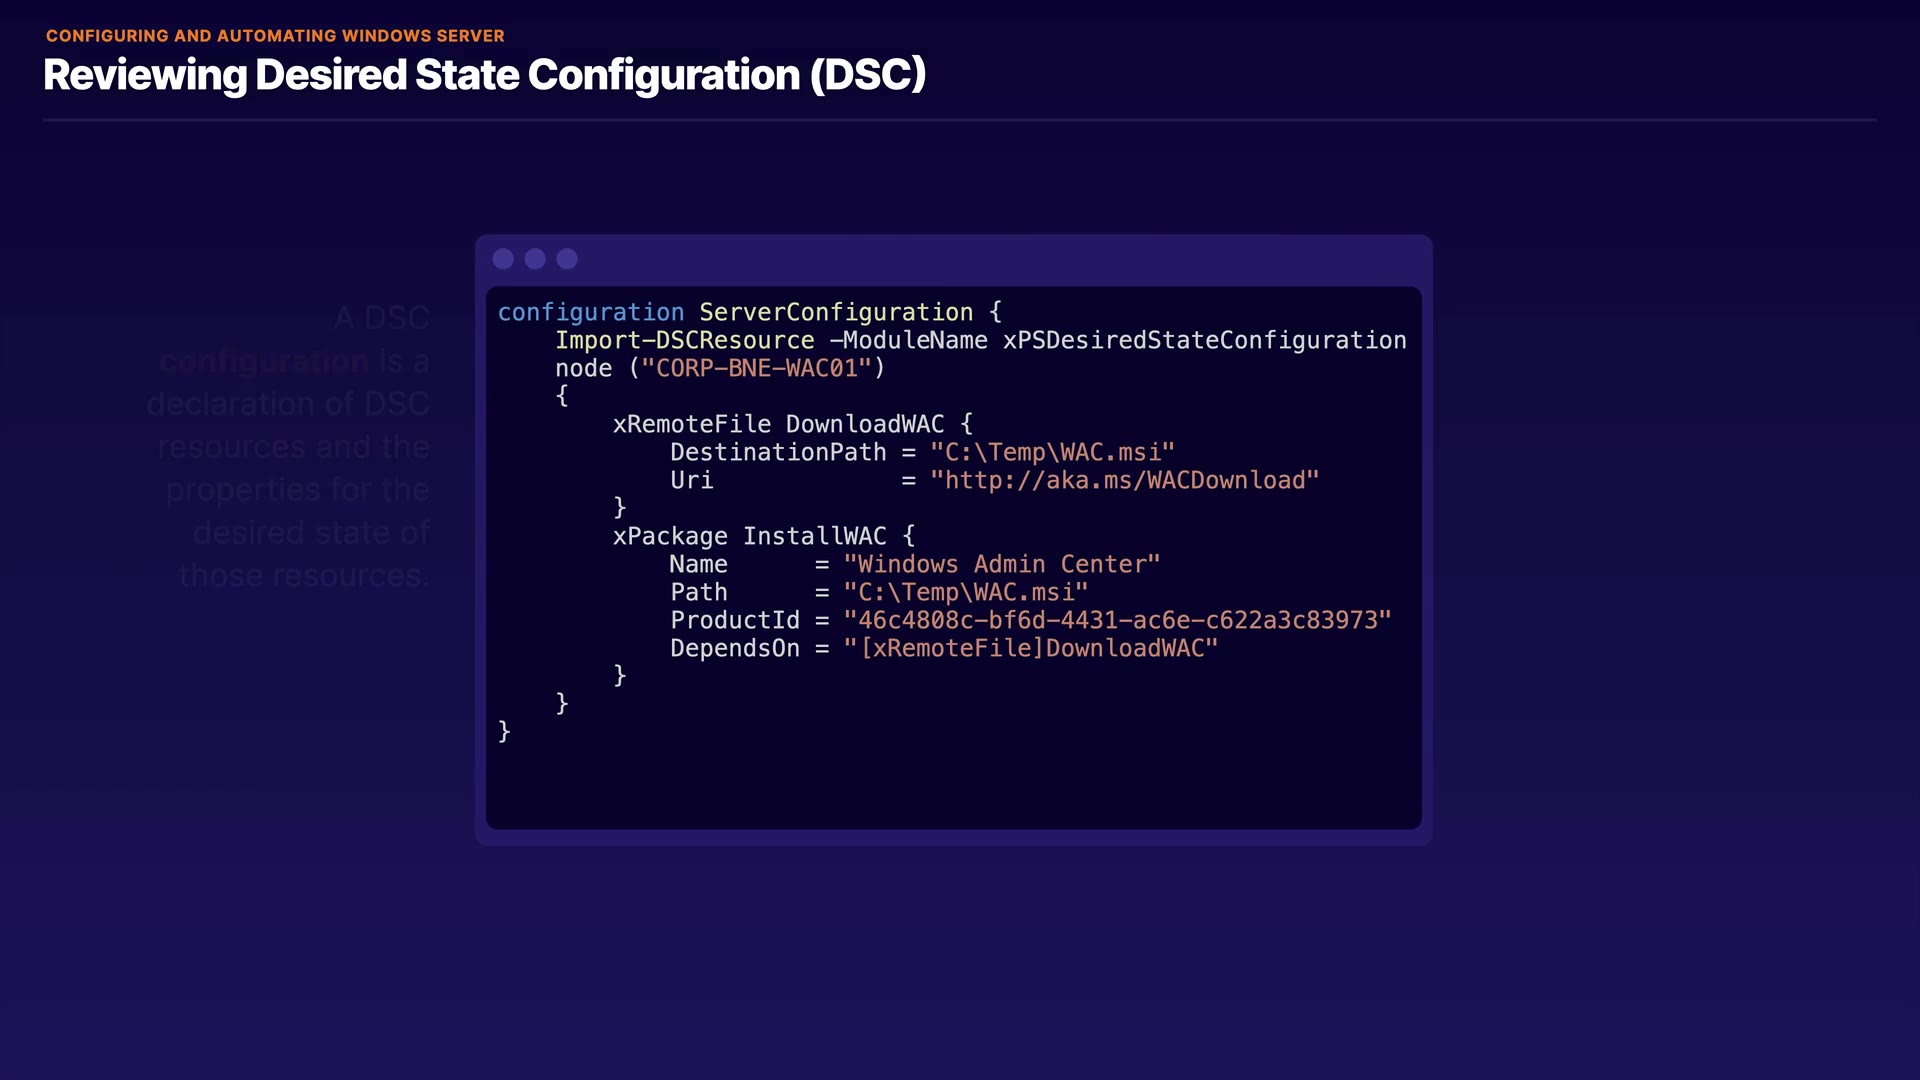 CONFIGURING AND AUTOMATING WINDOWS SERVER
Reviewing Desired State Configuration (DSC)
A DSC
configuration Is a
declaration of DSC
resources and the
properties for the
desired state of
those resources.
configuration ServerConfiguration {
    Import-DSCResource -ModuleName xPSDesiredStateConfiguration
    node ("CORP-BNE-WAC01")
    {
        xRemoteFile DownloadWAC {
            DestinationPath = "C:\Temp\WAC.msi"
            Uri             = "http://aka.ms/WACDownload"
        }
        xPackage InstallWAC {
            Name      = "Windows Admin Center"
            Path      = "C:\Temp\WAC.msi"
            ProductId = "46c4808c-bf6d-4431-ac6e-c622a3c83973"
            DependsOn = "[xRemoteFile]DownloadWAC"
        }
    }
}